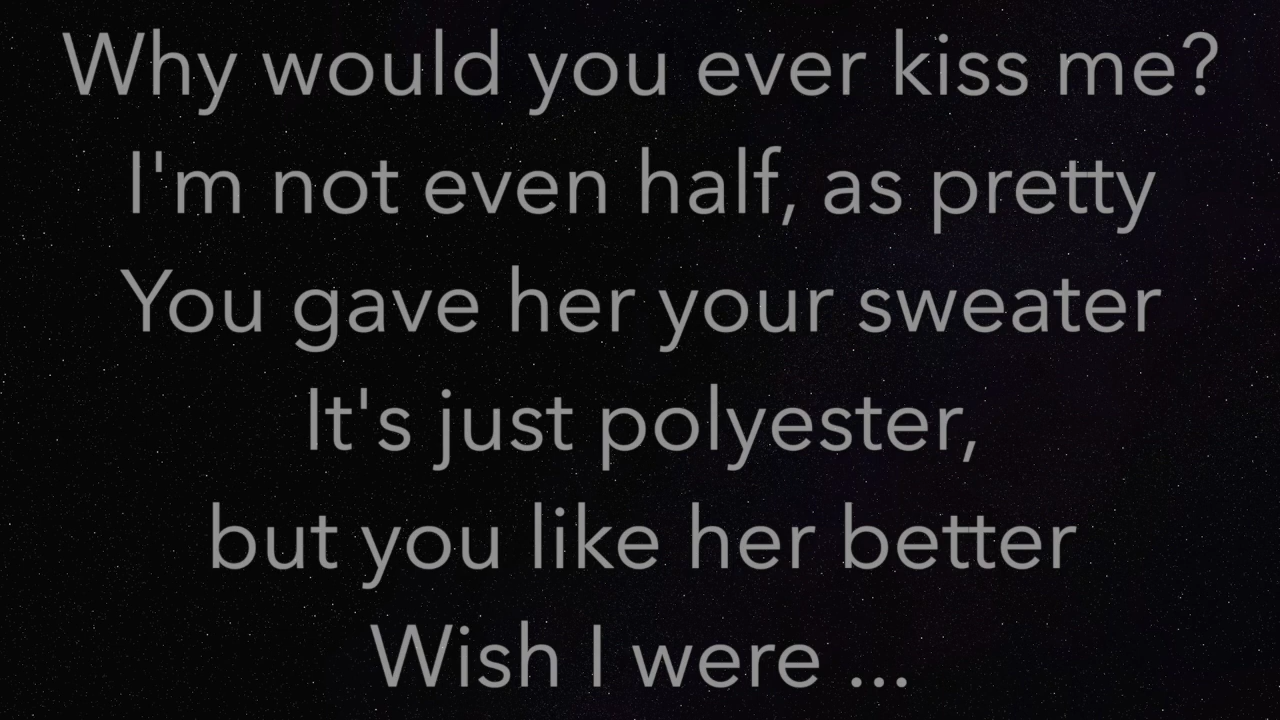 Why would you ever kiss me?
I'm not even half, as pretty
You gave her your sweater
It's just polyester,
but you like her better
Wish I were ...